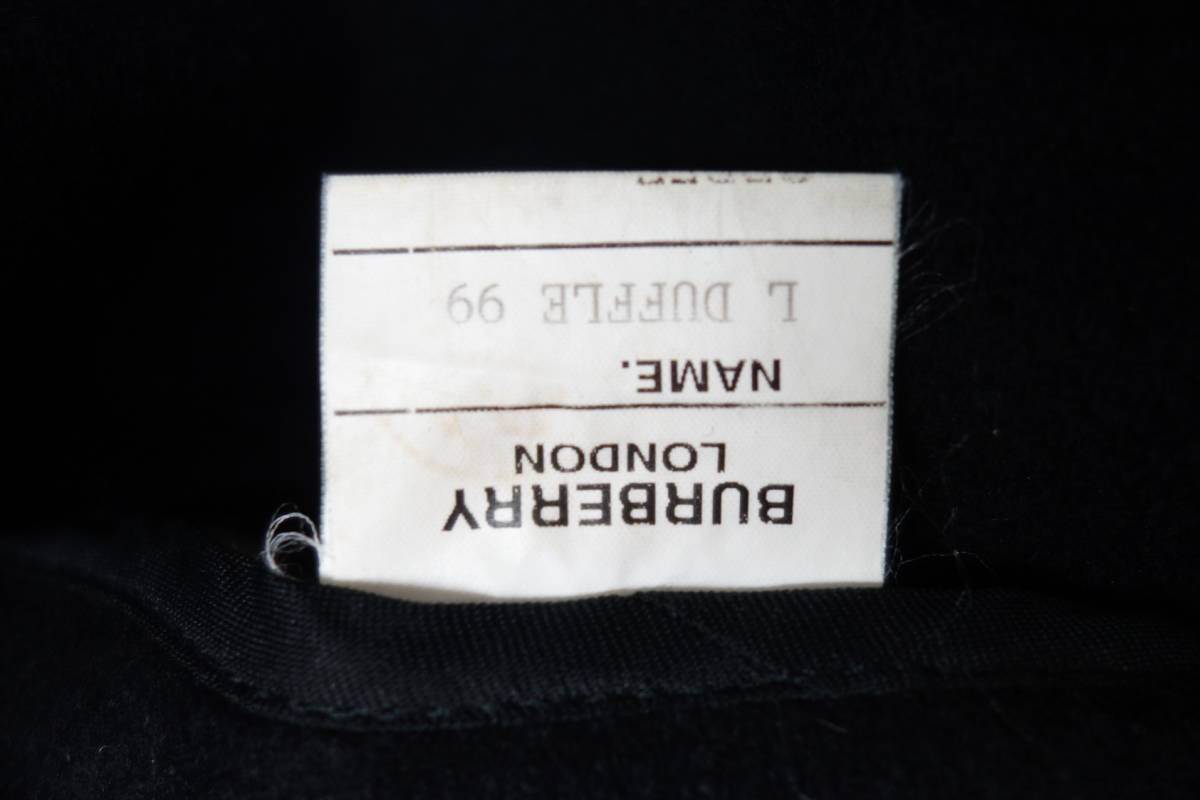 BURBERRY
LONDON
NAME.
L DUFFLE 99